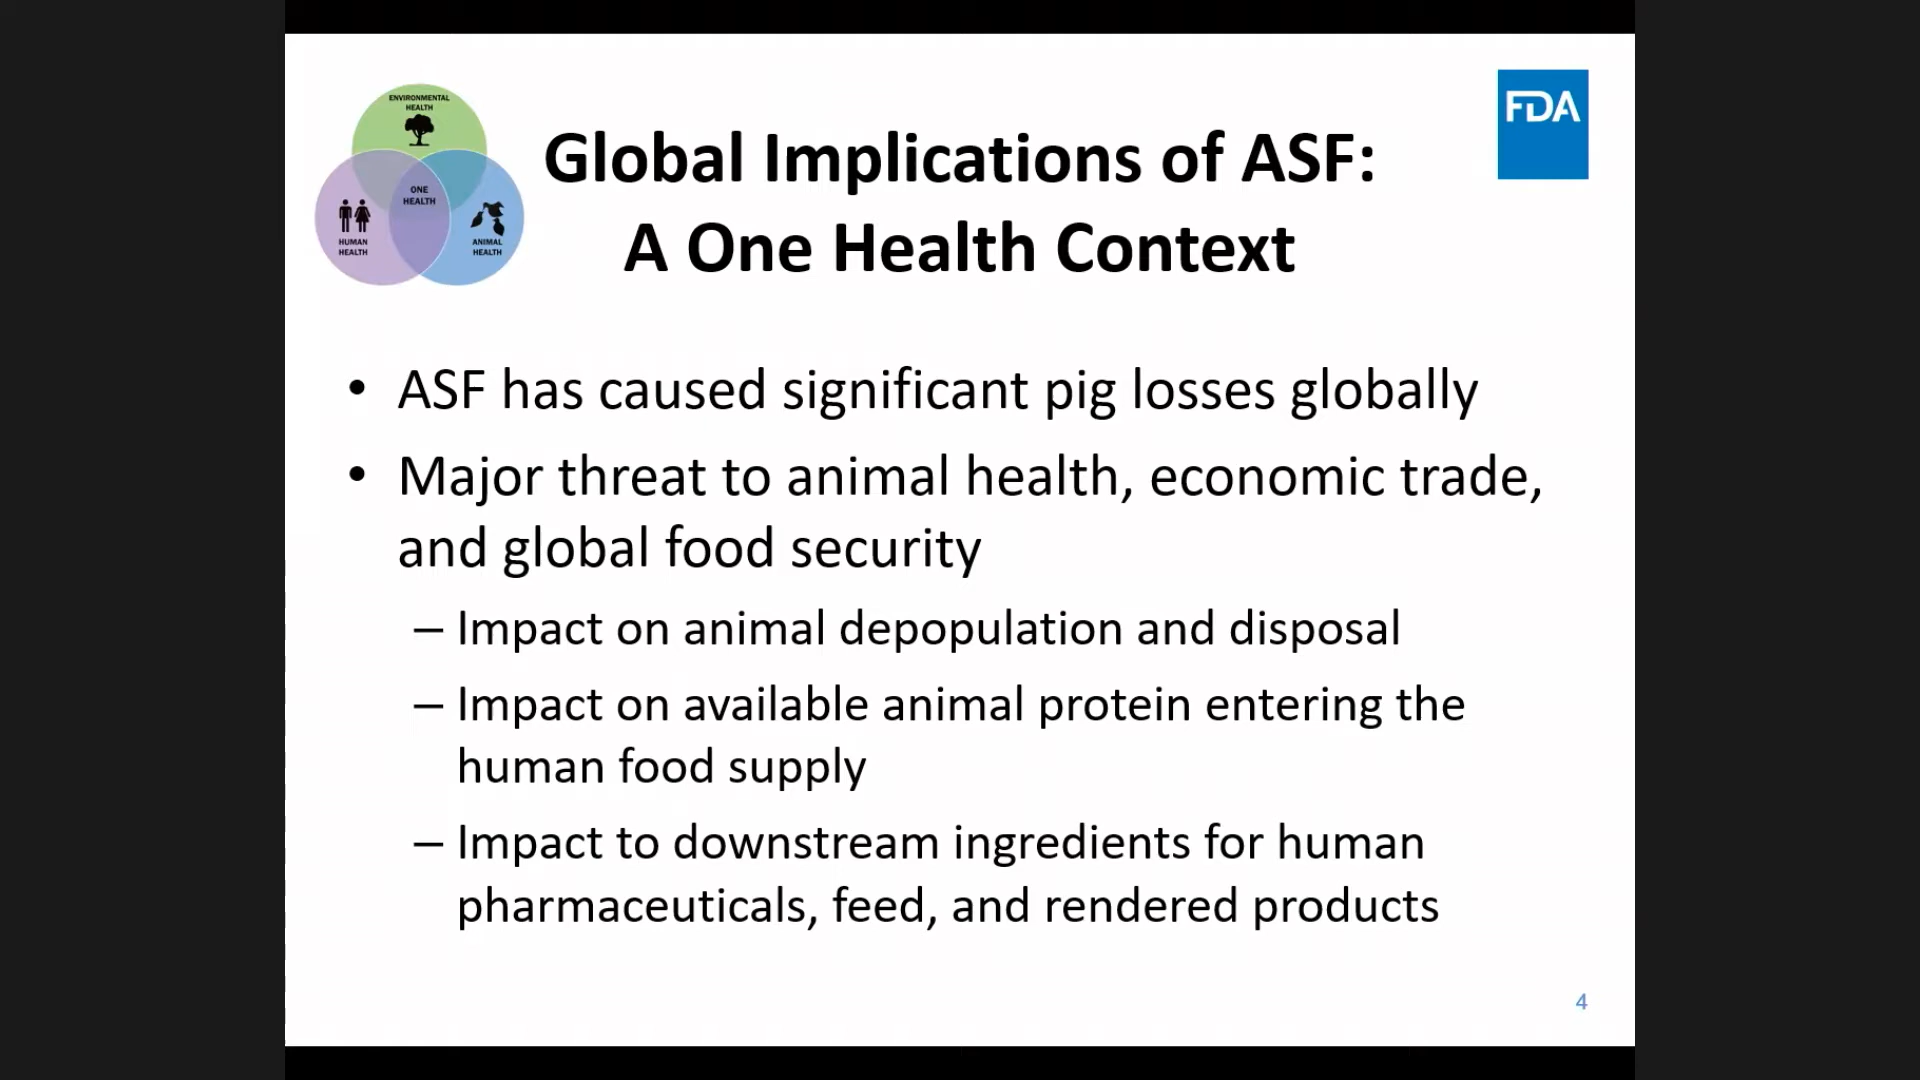 ENVIRONMENTAL
HEALTH
ONE
HEALTH
HUMAN
HEALTH
ANIMAL
HEALTH
FDA
Global Implications of ASF:
A One Health Context
• ASF has caused significant pig losses globally
• Major threat to animal health, economic trade,
and global food security
– Impact on animal depopulation and disposal
– Impact on available animal protein entering the
human food supply
– Impact to downstream ingredients for human
pharmaceuticals, feed, and rendered products
4